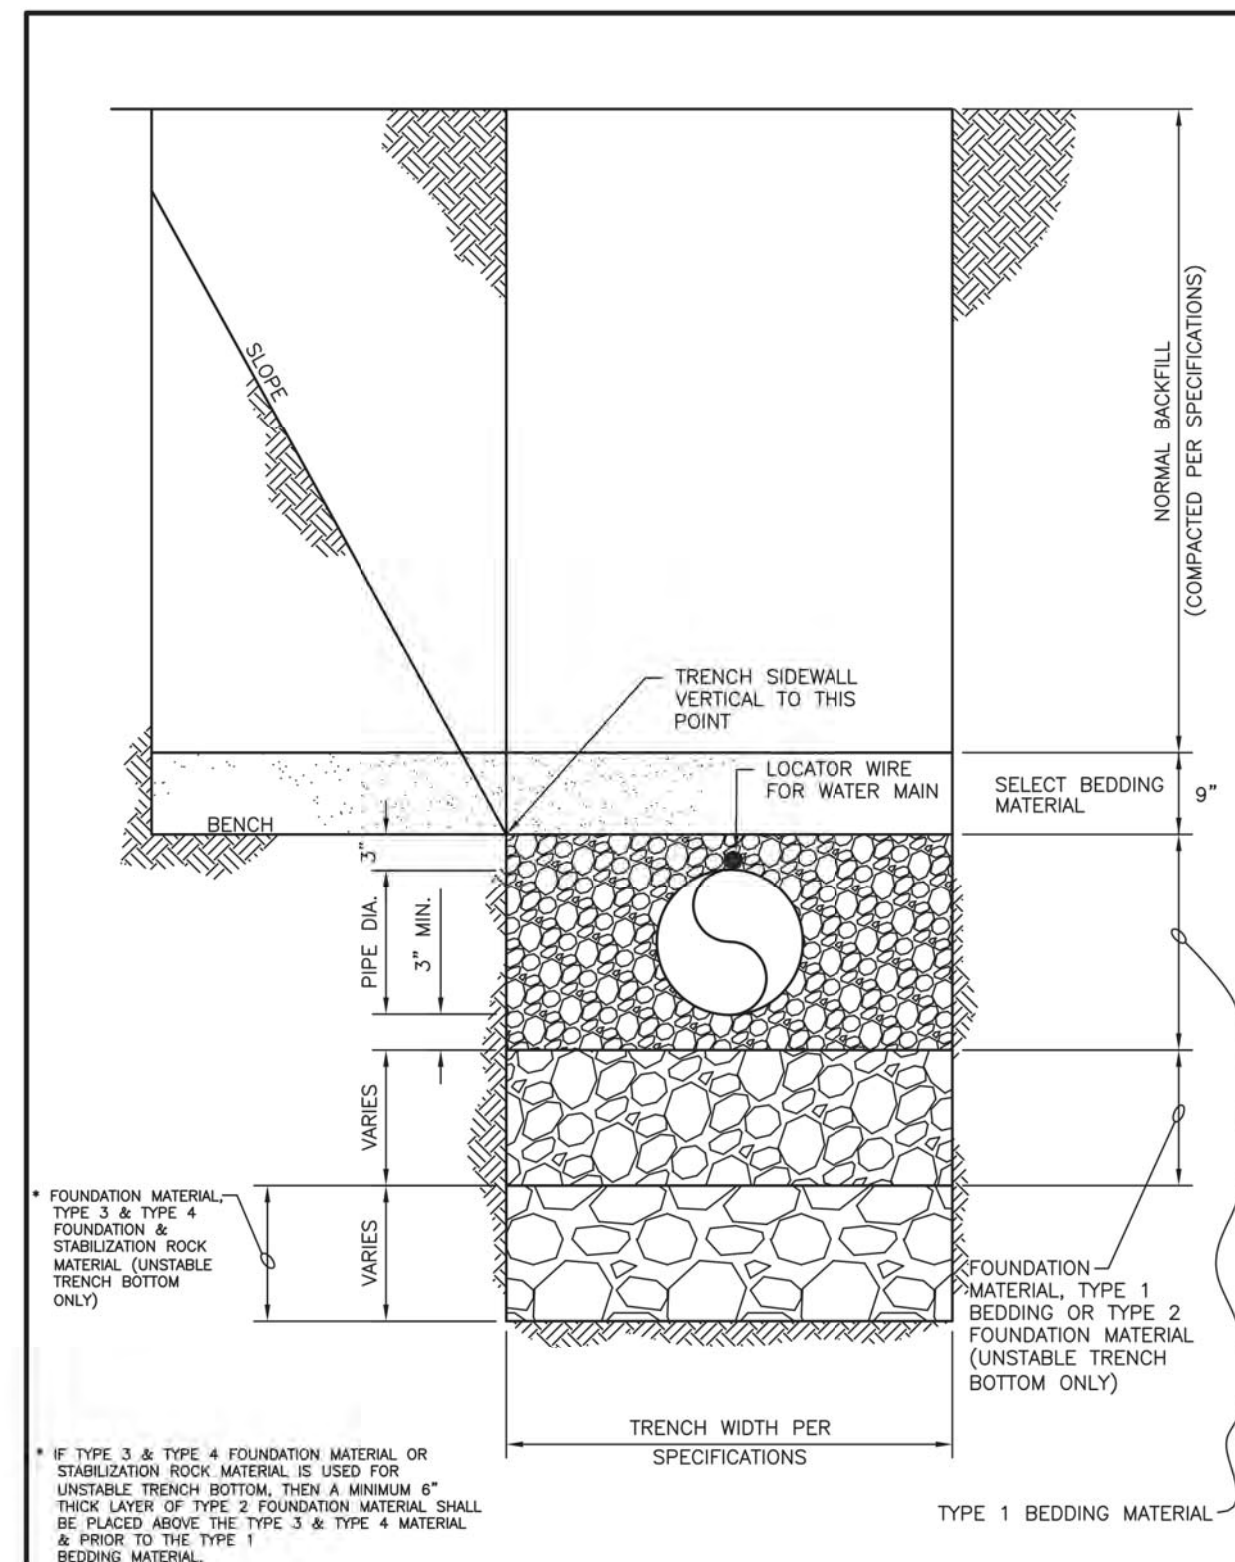 SLOPE
NORMAL BACKFILL
(COMPACTED PER SPECIFICATIONS)
TRENCH SIDEWALL
VERTICAL TO THIS
POINT
LOCATOR WIRE
FOR WATER MAIN
SELECT BEDDING
MATERIAL
9"
BENCH
3"
PIPE DIA.
3" MIN.
VARIES
* FOUNDATION MATERIAL,
TYPE 3 & TYPE 4
FOUNDATION &
STABILIZATION ROCK
MATERIAL (UNSTABLE
TRENCH BOTTOM
ONLY)
VARIES
FOUNDATION
MATERIAL, TYPE 1
BEDDING OR TYPE 2
FOUNDATION MATERIAL
(UNSTABLE TRENCH
BOTTOM ONLY)
TRENCH WIDTH PER
SPECIFICATIONS
* IF TYPE 3 & TYPE 4 FOUNDATION MATERIAL OR
STABILIZATION ROCK MATERIAL IS USED FOR
UNSTABLE TRENCH BOTTOM, THEN A MINIMUM 6"
THICK LAYER OF TYPE 2 FOUNDATION MATERIAL SHALL
BE PLACED ABOVE THE TYPE 3 & TYPE 4 MATERIAL
& PRIOR TO THE TYPE 1
BEDDING MATERIAL.
TYPE 1 BEDDING MATERIAL